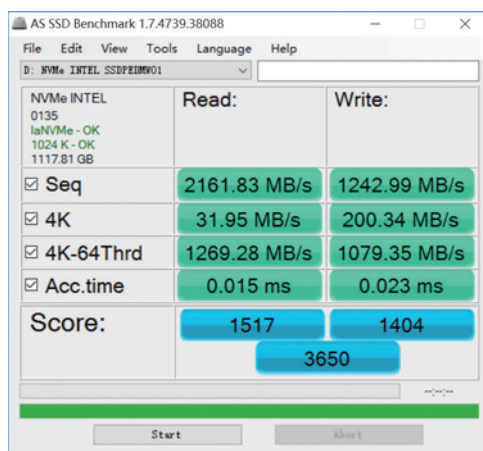 AS SSD Benchmark 1.7.4739.38088
File Edit View Tools Language Help
D: NVMe INTEL SSDPEDMW01
NVMe INTEL
0135
IaNVMe - OK
1024 K - OK
1117.81 GB
Read:
Write:
Seq 2161.83 MB/s 1242.99 MB/s
4K 31.95 MB/s 200.34 MB/s
4K-64Thrd 1269.28 MB/s 1079.35 MB/s
Acc.time 0.015 ms 0.023 ms
Score: 1517 1404
3650
--:--:--
Start Abort